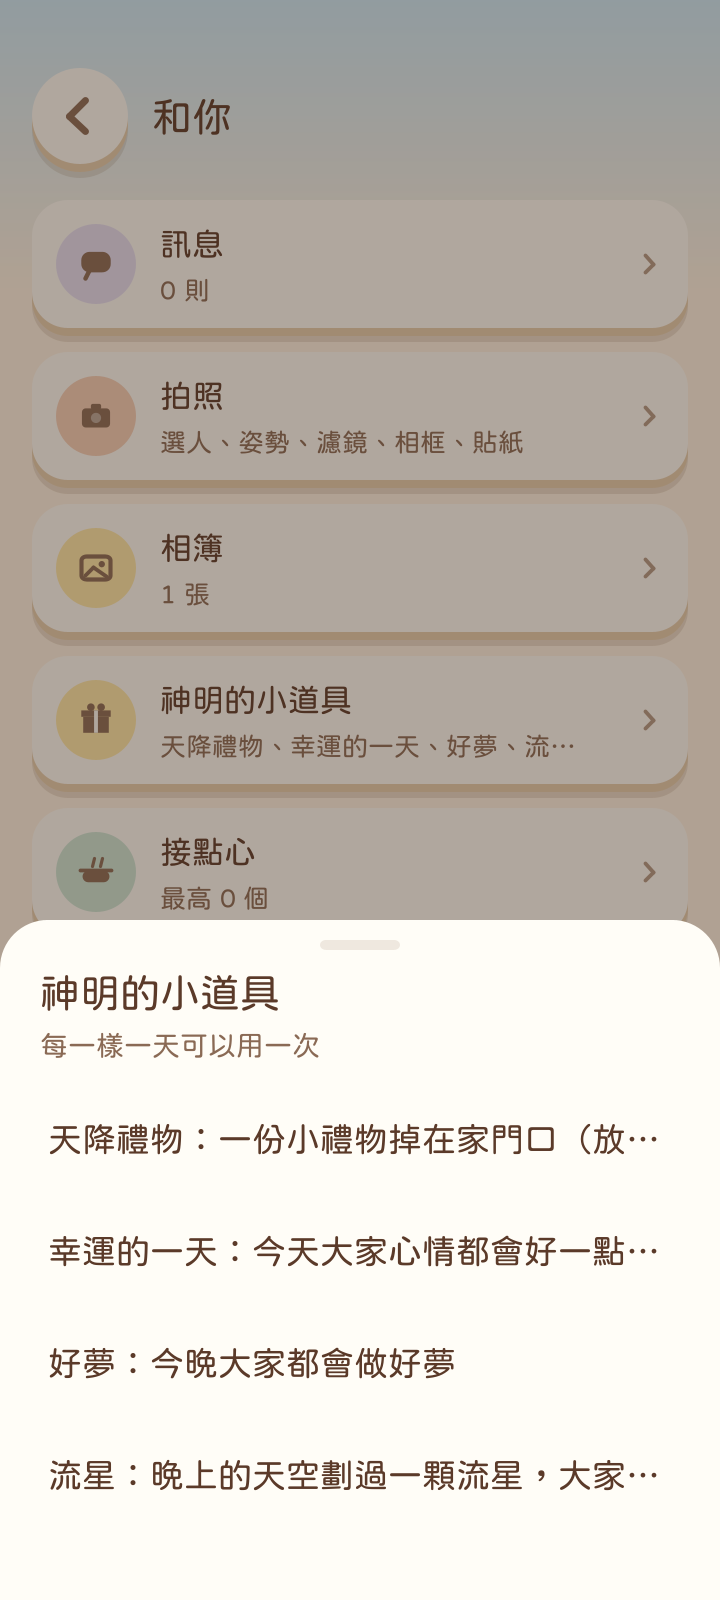 和你
訊息
0 則
拍照
選人、姿勢、濾鏡、相框、貼紙
相簿
1 張
神明的小道具
天降禮物、幸運的一天、好夢、流…
接點心
最高 0 個
神明的小道具
每一樣一天可以用一次
天降禮物：一份小禮物掉在家門口（放…
幸運的一天：今天大家心情都會好一點…
好夢：今晚大家都會做好夢
流星：晚上的天空劃過一顆流星，大家…